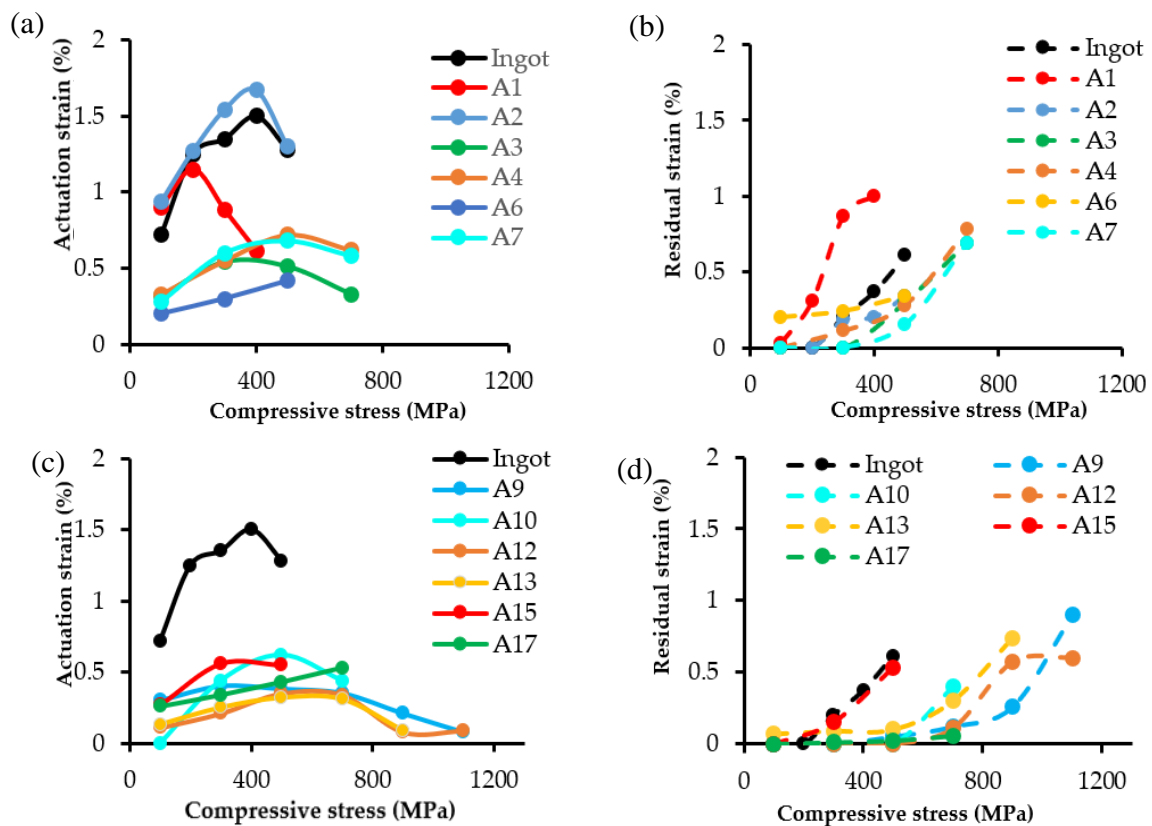 (a)
2
1.5
1
0.5
0
Actuation strain (%)
0 400 800 1200
Compressive stress (MPa)
Ingot
A1
A2
A3
A4
A6
A7
(b)
2
1.5
1
0.5
0
Residual strain (%)
0 400 800 1200
Compressive stress (MPa)
Ingot
A1
A2
A3
A4
A6
A7
(c)
2
1.5
1
0.5
0
Actuation strain (%)
0 400 800 1200
Compressive stress (MPa)
Ingot
A9
A10
A12
A13
A15
A17
(d)
2
1.5
1
0.5
0
Residual strain (%)
0 400 800 1200
Compressive stress (MPa)
Ingot A9
A10 A12
A13 A15
A17